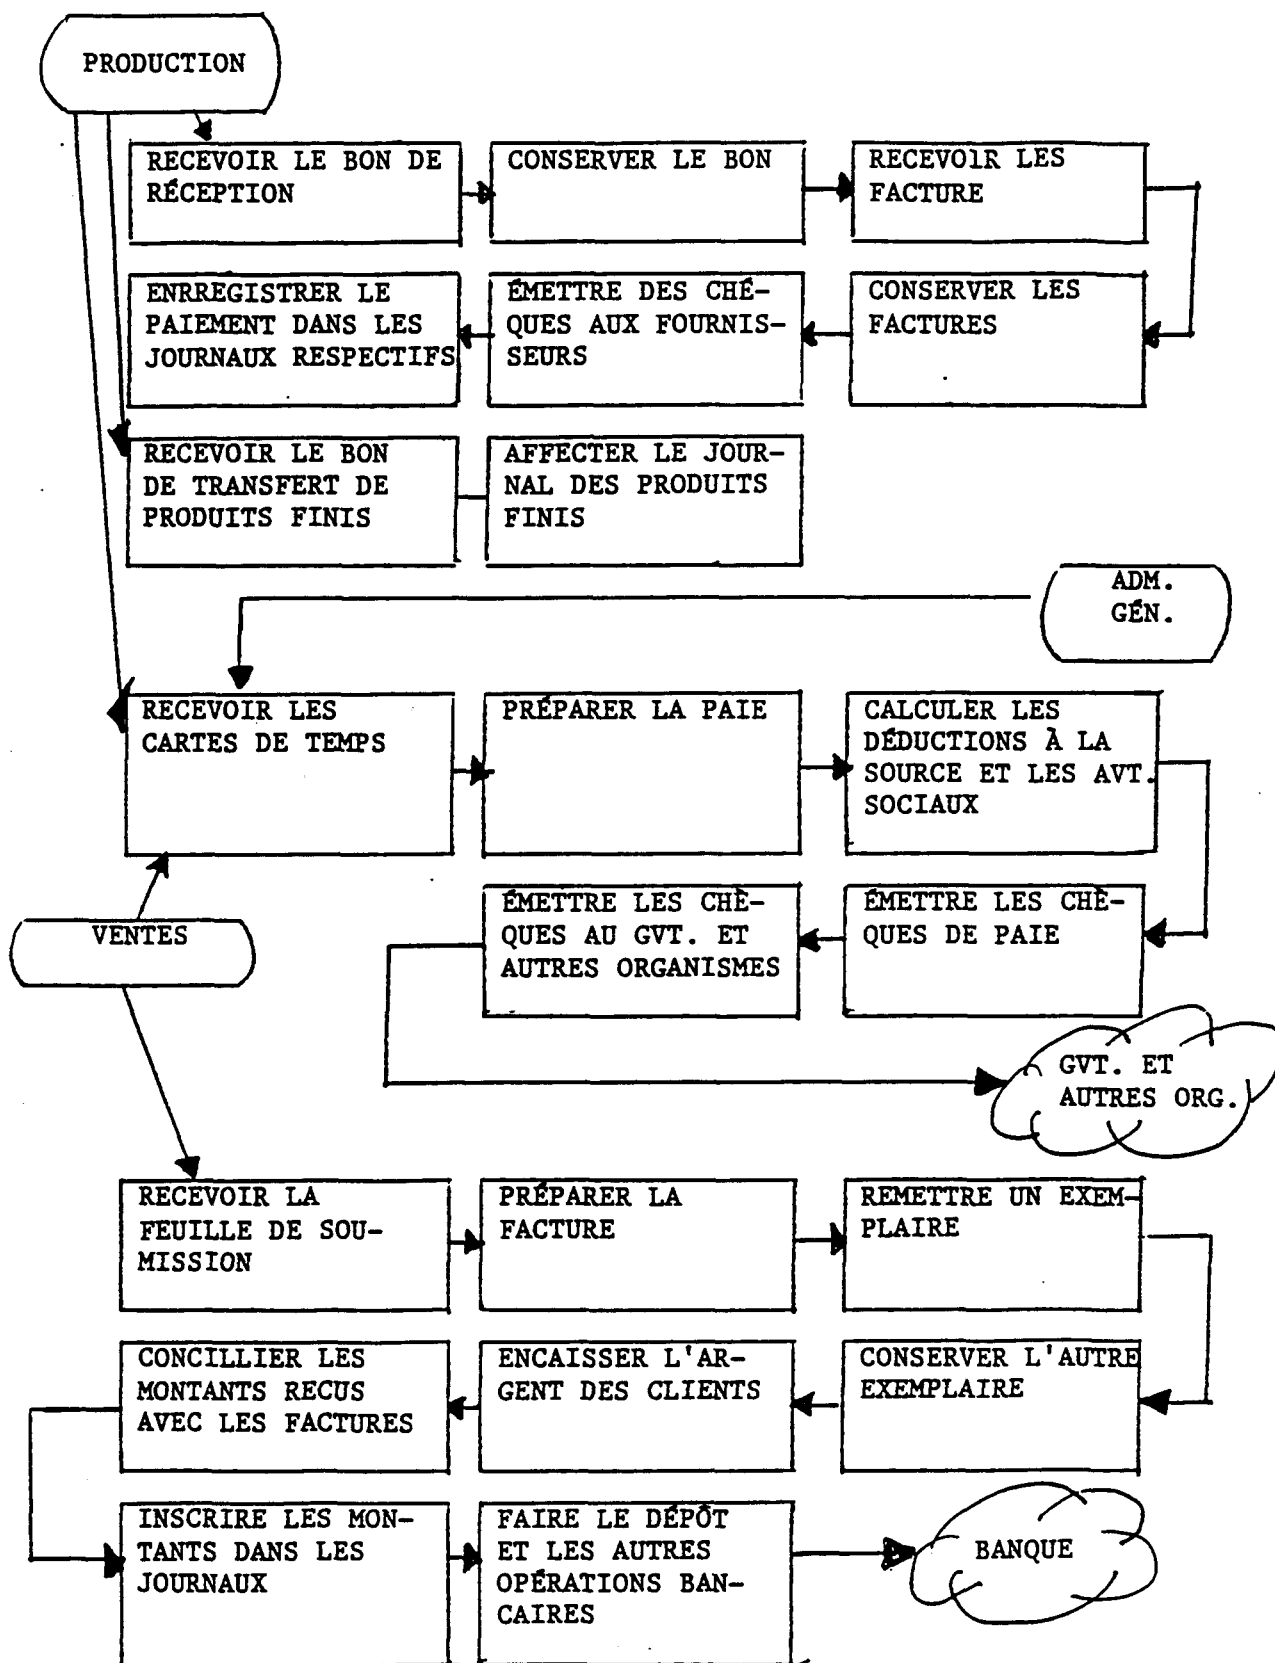 PRODUCTION
RECEVOIR LE BON DE
RÉCEPTION
CONSERVER LE BON
RECEVOIR LES
FACTURE
ENRREGISTRER LE
PAIEMENT DANS LES
JOURNAUX RESPECTIFS
ÉMETTRE DES CHÉ-
QUES AUX FOURNIS-
SEURS
CONSERVER LES
FACTURES
RECEVOIR LE BON
DE TRANSFERT DE
PRODUITS FINIS
AFFECTER LE JOUR-
NAL DES PRODUITS
FINIS
ADM.
GÉN.
RECEVOIR LES
CARTES DE TEMPS
PRÉPARER LA PAIE
CALCULER LES
DÉDUCTIONS À LA
SOURCE ET LES AVT.
SOCIAUX
ÉMETTRE LES CHÈ-
QUES AU GVT. ET
AUTRES ORGANISMES
ÉMETTRE LES CHÈ-
QUES DE PAIE
VENTES
GVT. ET
AUTRES ORG.
RECEVOIR LA
FEUILLE DE SOU-
MISSION
PRÉPARER LA
FACTURE
REMETTRE UN EXEM-
PLAIRE
CONCILLIER LES
MONTANTS RECUS
AVEC LES FACTURES
ENCAISSER L'AR-
GENT DES CLIENTS
CONSERVER L'AUTRE
EXEMPLAIRE
INSCRIRE LES MON-
TANTS DANS LES
JOURNAUX
FAIRE LE DÉPÔT
ET LES AUTRES
OPÉRATIONS BAN-
CAIRES
BANQUE